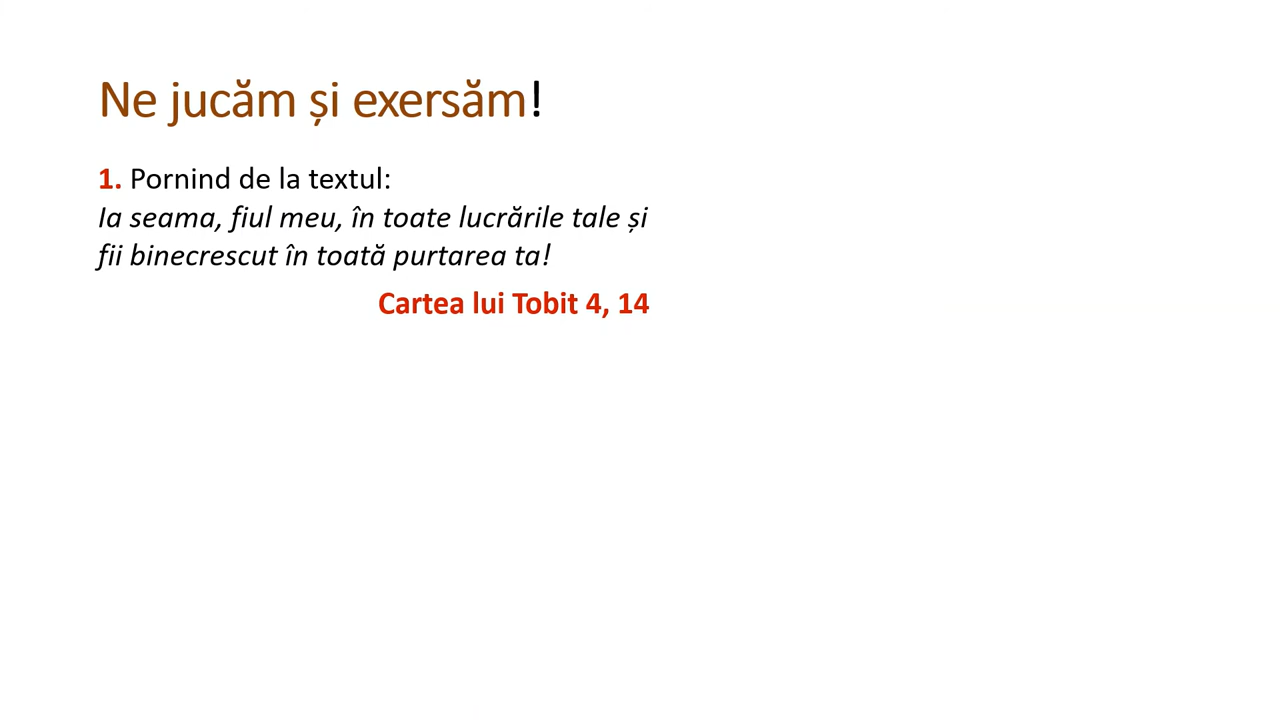 Ne jucăm și exersăm!
1. Pornind de la textul:
Ia seama, fiul meu, în toate lucrările tale și
fii binecrescut în toată purtarea ta!
Cartea lui Tobit 4, 14